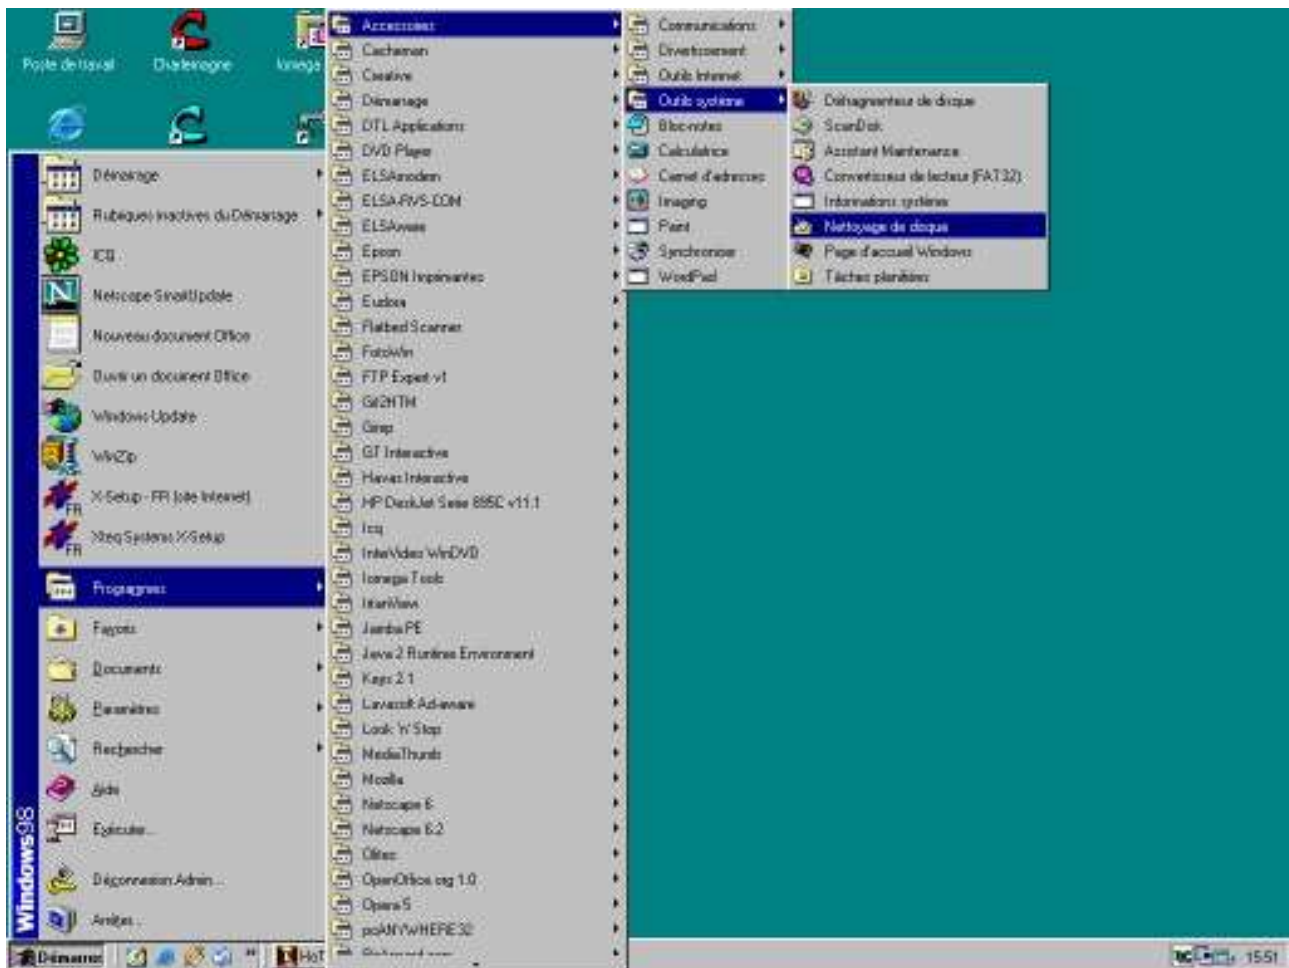 Poste de travail
Charlemagne
Iomega
Démarrage
Rubriques inactives du Démarrage
ICQ
Netscape SmartUpdate
Nouveau document Office
Ouvrir un document Office
Windows Update
WinZip
X-Setup - FR (site Internet)
Xteq Systems X-Setup
Programmes
Favoris
Documents
Paramètres
Rechercher
Aide
Exécuter...
Déconnexion Admin...
Arrêter...
Windows98
Démarrer
HoT
Accessoires
Cacheman
Creative
Démarrage
DTL Applications
DVD Player
ELSAmodem
ELSA-RVS-COM
ELSAware
Epson
EPSON Imprimantes
Eudora
Flatbed Scanner
FotoWin
FTP Expert v1
Gif2HTM
Gimp
GT Interactive
Havas Interactive
HP DeskJet Serie 895C v11.1
Icq
InterVideo WinDVD
Iomega Tools
IrfanView
Jamba PE
Java 2 Runtime Environment
Keys 2.1
Lavasoft Ad-aware
Look 'n' Stop
MediaThumb
Mozilla
Netscape 6
Netscape 6.2
Olitec
OpenOffice.org 1.0
Opera 5
pcANYWHERE32
Communications
Divertissement
Outils Internet
Outils système
Bloc-notes
Calculatrice
Carnet d'adresses
Imaging
Paint
Synchroniser
WordPad
Défragmenteur de disque
ScanDisk
Assistant Maintenance
Convertisseur de lecteur (FAT32)
Informations système
Nettoyage de disque
Page d'accueil Windows
Tâches planifiées
15:51